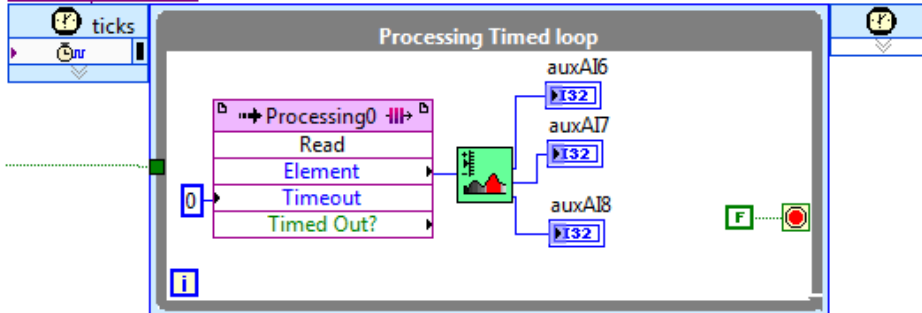 ticks
Processing Timed loop
auxAI6
I32
Processing0
auxAI7
Read
I32
Element
0
Timeout
auxAI8
Timed Out?
F
I32
i